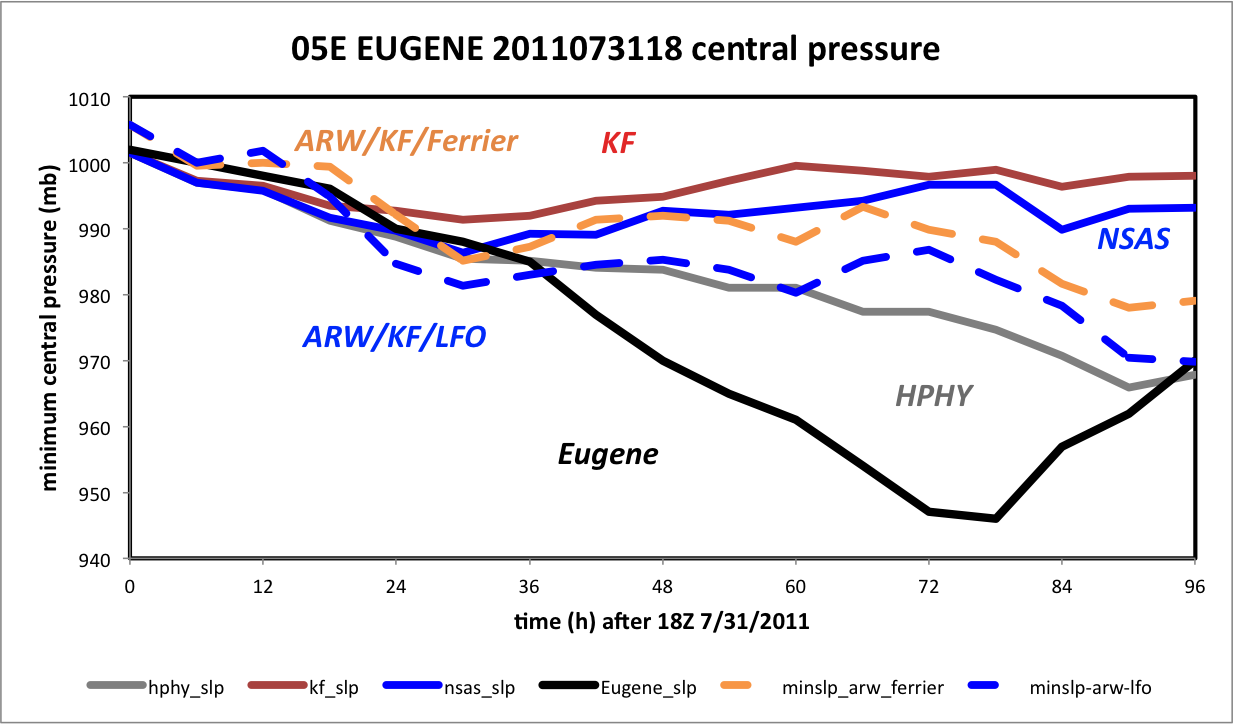 05E EUGENE 2011073118 central pressure
minimum central pressure (mb)
1010
1000
990
980
970
960
950
940
ARW/KF/Ferrier
KF
NSAS
ARW/KF/LFO
HPHY
Eugene
0 12 24 36 48 60 72 84 96
time (h) after 18Z 7/31/2011
hphy_slp kf_slp nsas_slp Eugene_slp minslp_arw_ferrier minslp-arw-lfo